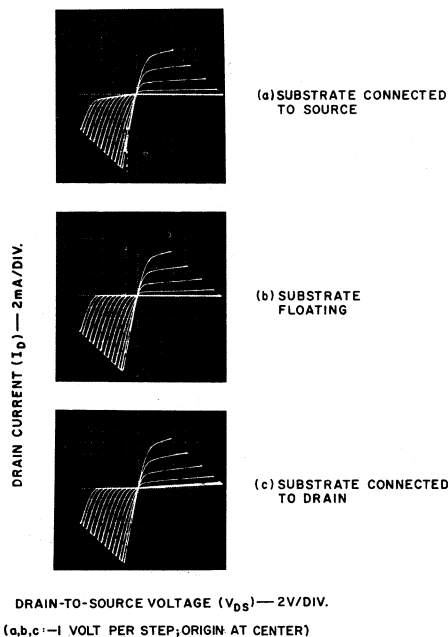 (a) SUBSTRATE CONNECTED
TO SOURCE
DRAIN CURRENT (ID) — 2mA/DIV.
(b) SUBSTRATE
FLOATING
(c) SUBSTRATE CONNECTED
TO DRAIN
DRAIN-TO-SOURCE VOLTAGE (VDS) — 2V/DIV.
(a,b,c:—1 VOLT PER STEP; ORIGIN AT CENTER)